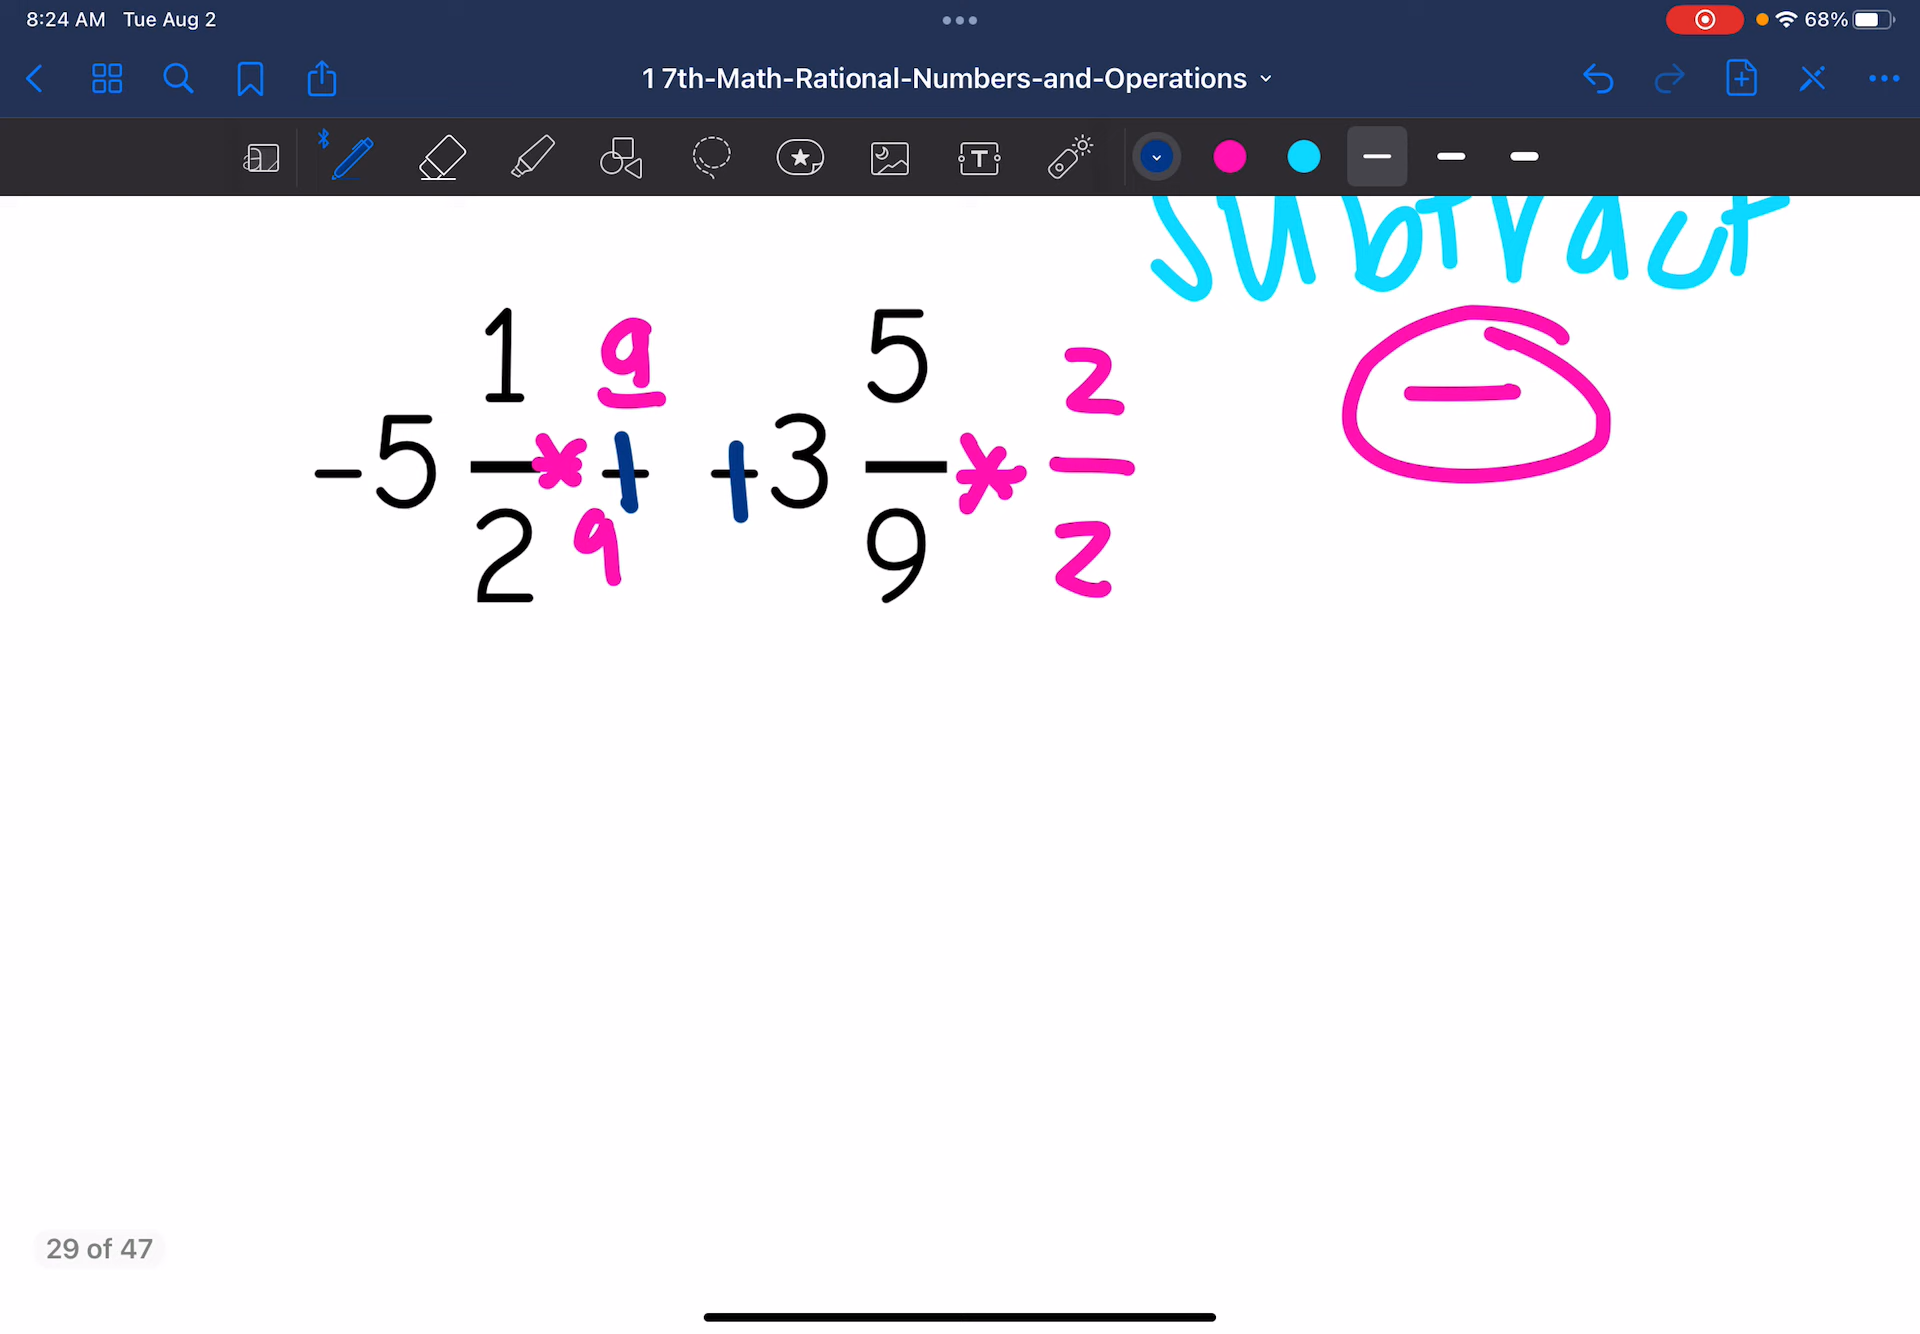 8:24 AM Tue Aug 2
68%
1 7th-Math-Rational-Numbers-and-Operations
T
subtract
1 9 5 2
-5 — * + +3 — * — —
2 9 9 2
29 of 47